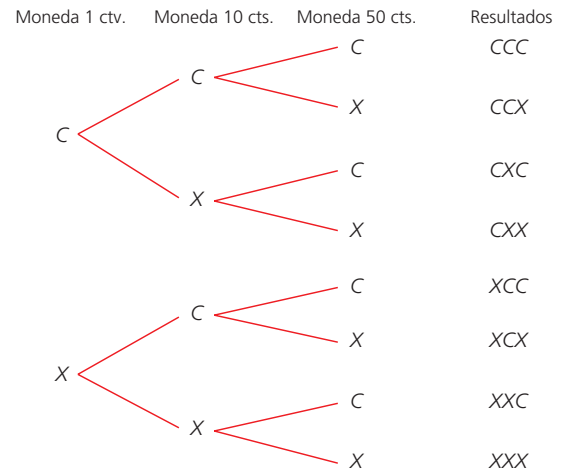 Moneda 1 ctv. Moneda 10 cts. Moneda 50 cts. Resultados
C CCC
C
X CCX
C
C CXC
X
X CXX
C XCC
C
X XCX
X
C XXC
X
X XXX